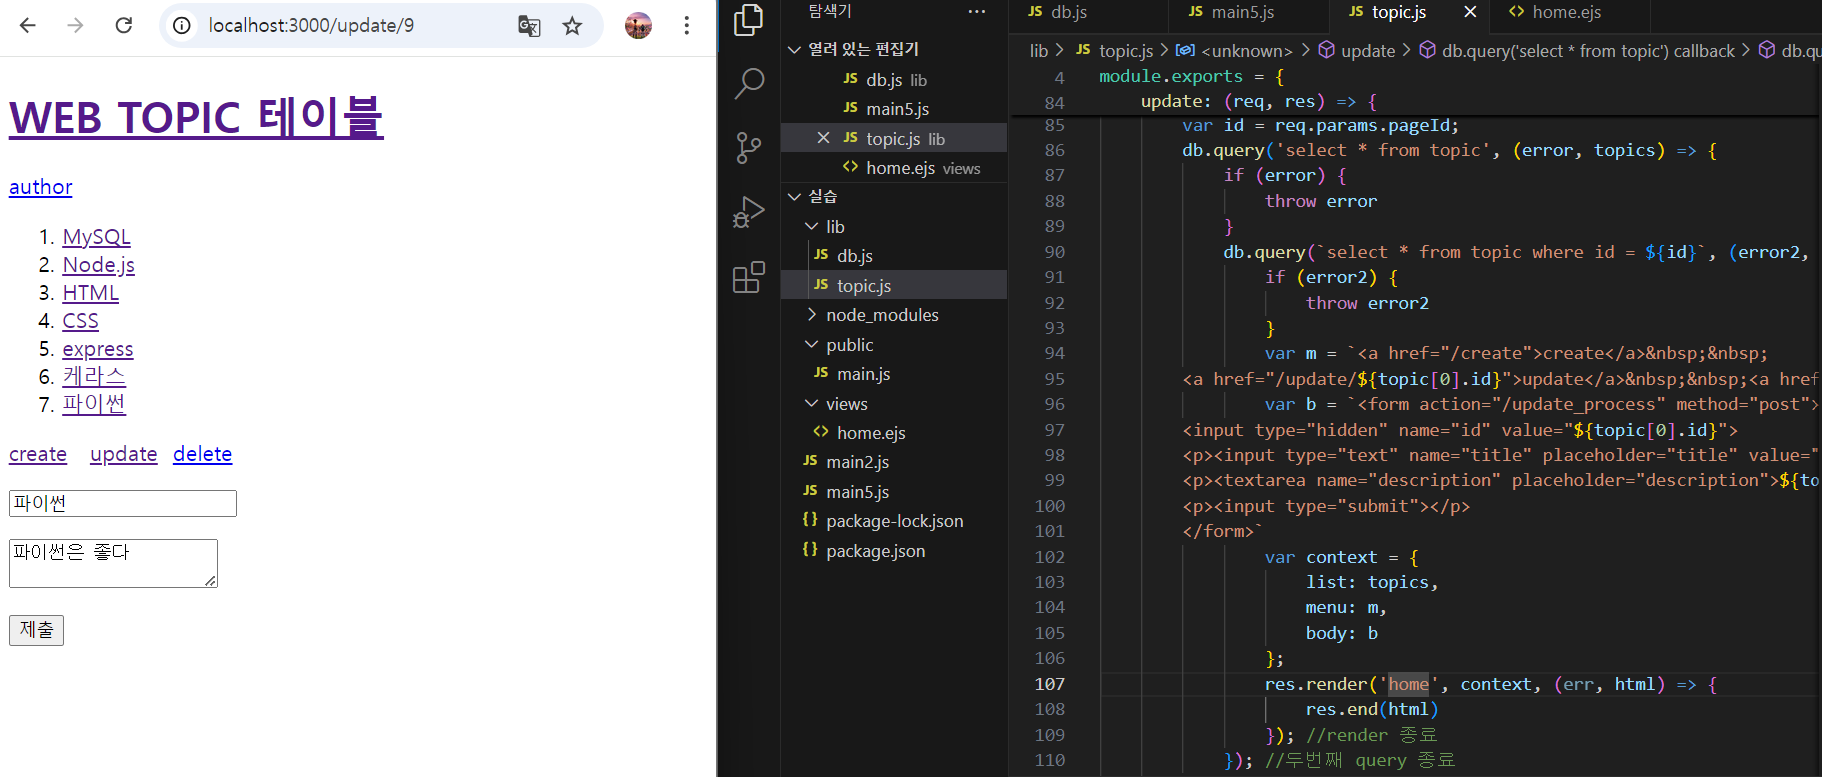 localhost:3000/update/9
WEB TOPIC 테이블
author
1. MySQL
2. Node.js
3. HTML
4. CSS
5. express
6. 케라스
7. 파이썬
create update delete
파이썬
파이썬은 좋다
제출
탐색기 ···
열려 있는 편집기
JS db.js lib
JS main5.js
JS topic.js lib
<> home.ejs views
실습
lib
JS db.js
JS topic.js
node_modules
public
JS main.js
views
<> home.ejs
JS main2.js
JS main5.js
{} package-lock.json
{} package.json
JS db.js JS main5.js JS topic.js <> home.ejs
lib > JS topic.js > <unknown> > update > db.query('select * from topic') callback > db.qu
4 module.exports = {
84 update: (req, res) => {
85 var id = req.params.pageId;
86 db.query('select * from topic', (error, topics) => {
87 if (error) {
88 throw error
89 }
90 db.query(`select * from topic where id = ${id}`, (error2,
91 if (error2) {
92 throw error2
93 }
94 var m = `<a href="/create">create</a>&nbsp;&nbsp;
95 <a href="/update/${topic[0].id}">update</a>&nbsp;&nbsp;<a href
96 var b = `<form action="/update_process" method="post">
97 <input type="hidden" name="id" value="${topic[0].id}">
98 <p><input type="text" name="title" placeholder="title" value="
99 <p><textarea name="description" placeholder="description">${to
100 <p><input type="submit"></p>
101 </form>`
102 var context = {
103 list: topics,
104 menu: m,
105 body: b
106 };
107 res.render('home', context, (err, html) => {
108 res.end(html)
109 }); //render 종료
110 }); //두번째 query 종료